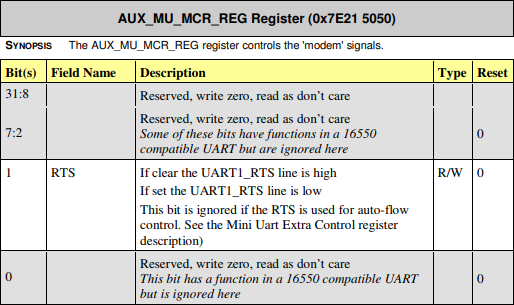 AUX_MU_MCR_REG Register (0x7E21 5050)
SYNOPSIS The AUX_MU_MCR_REG register controls the 'modem' signals.
Bit(s) Field Name Description Type Reset
31:8 Reserved, write zero, read as don't care
7:2 Reserved, write zero, read as don't care
Some of these bits have functions in a 16550 0
compatible UART but are ignored here
1 RTS If clear the UART1_RTS line is high R/W 0
If set the UART1_RTS line is low
This bit is ignored if the RTS is used for auto-flow
control. See the Mini Uart Extra Control register
description)
Reserved, write zero, read as don't care
0 This bit has a function in a 16550 compatible UART
but is ignored here 0